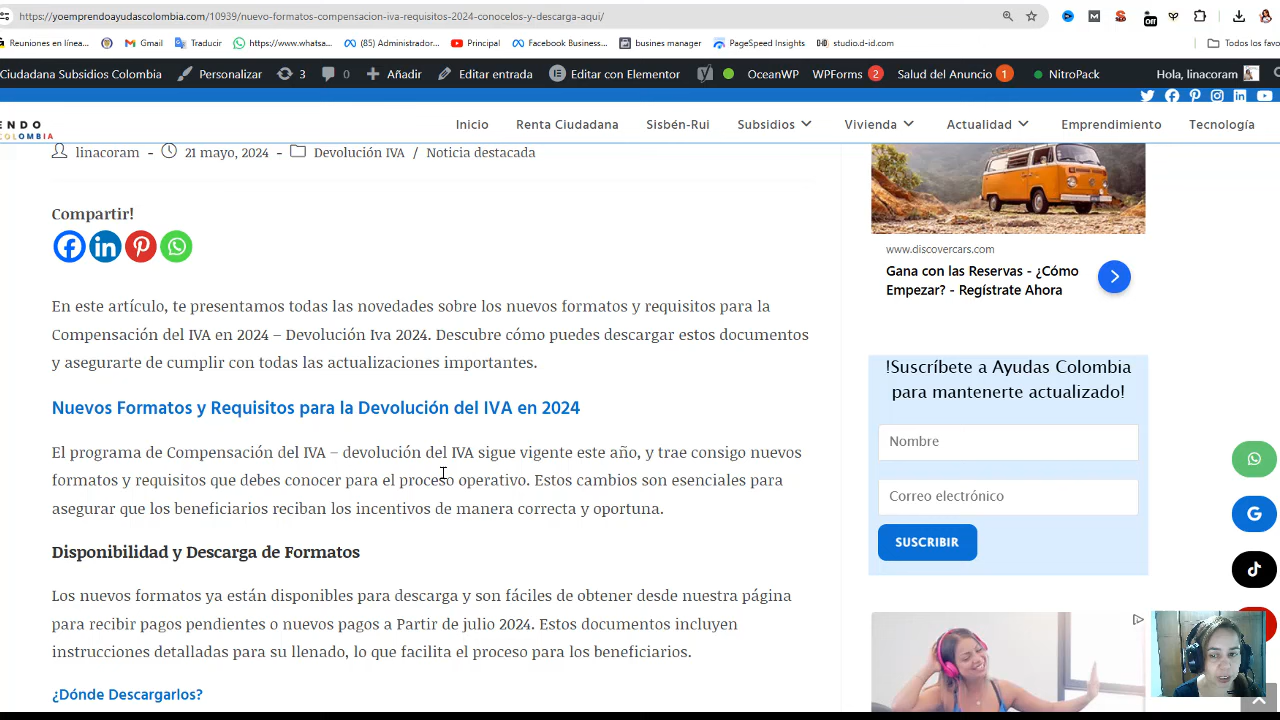 https://yoemprendoayudascolombia.com/10939/nuevo-formatos-compensacion-iva-requisitos-2024-conocelos-y-descarga-aqui/
Reuniones en línea...
Gmail
Traducir
https://www.whatsa...
(85) Administrador...
Principal
Facebook Business...
busines manager
PageSpeed Insights
studio.d-id.com
Todos los favo
Off
Ciudadana Subsidios Colombia
Personalizar
3
0
Añadir
Editar entrada
Editar con Elementor
OceanWP
WPForms 2
Salud del Anuncio 1
NitroPack
Hola, linacoram
ENDO
COLOMBIA
Inicio
Renta Ciudadana
Sisbén-Rui
Subsidios
Vivienda
Actualidad
Emprendimiento
Tecnología
linacoram - 21 mayo, 2024 - Devolución IVA / Noticia destacada
Compartir!
En este artículo, te presentamos todas las novedades sobre los nuevos formatos y requisitos para la
Compensación del IVA en 2024 – Devolución Iva 2024. Descubre cómo puedes descargar estos documentos
y asegurarte de cumplir con todas las actualizaciones importantes.
Nuevos Formatos y Requisitos para la Devolución del IVA en 2024
El programa de Compensación del IVA – devolución del IVA sigue vigente este año, y trae consigo nuevos
formatos y requisitos que debes conocer para el proceso operativo. Estos cambios son esenciales para
asegurar que los beneficiarios reciban los incentivos de manera correcta y oportuna.
Disponibilidad y Descarga de Formatos
Los nuevos formatos ya están disponibles para descarga y son fáciles de obtener desde nuestra página
para recibir pagos pendientes o nuevos pagos a Partir de julio 2024. Estos documentos incluyen
instrucciones detalladas para su llenado, lo que facilita el proceso para los beneficiarios.
¿Dónde Descargarlos?
www.discovercars.com
Gana con las Reservas - ¿Cómo
Empezar? - Regístrate Ahora
!Suscríbete a Ayudas Colombia
para mantenerte actualizado!
Nombre
Correo electrónico
SUSCRIBIR